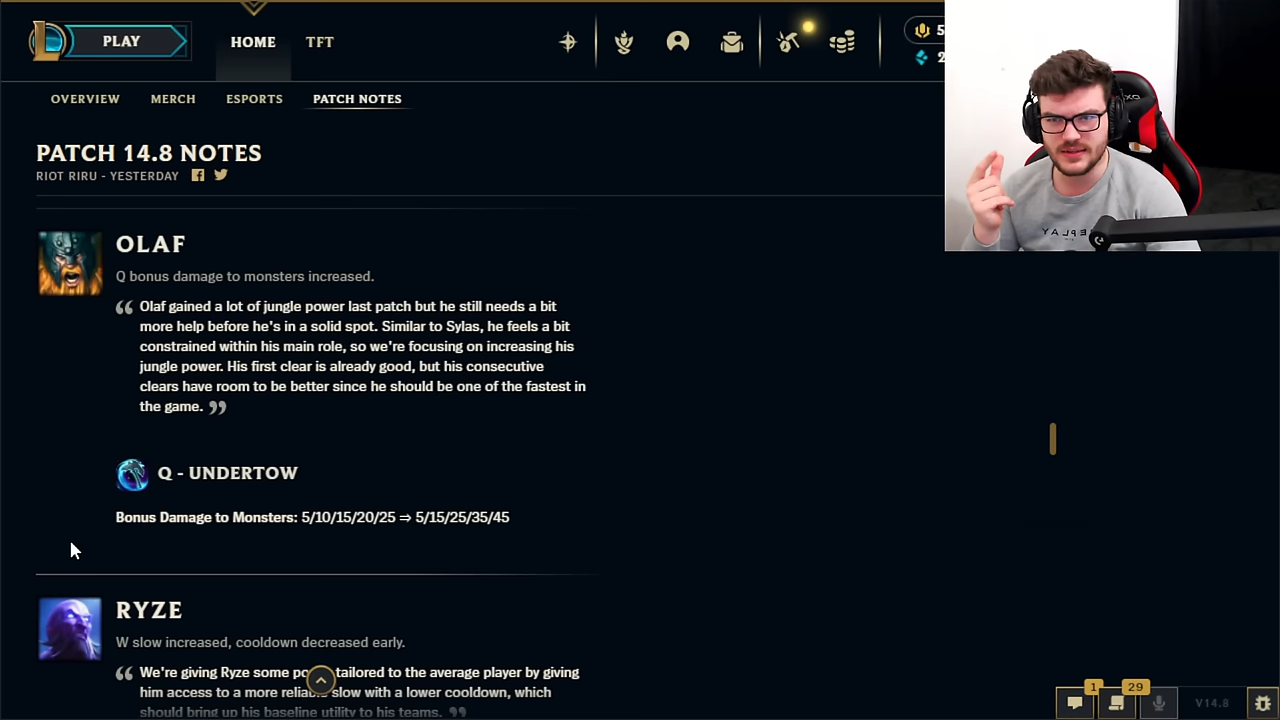 PLAY
HOME
TFT
5
2
OVERVIEW
MERCH
ESPORTS
PATCH NOTES
PATCH 14.8 NOTES
RIOT RIRU - YESTERDAY
OLAF
Q bonus damage to monsters increased.
Olaf gained a lot of jungle power last patch but he still needs a bit
more help before he's in a solid spot. Similar to Sylas, he feels a bit
constrained within his main role, so we're focusing on increasing his
jungle power. His first clear is already good, but his consecutive
clears have room to be better since he should be one of the fastest in
the game.
Q - UNDERTOW
Bonus Damage to Monsters: 5/10/15/20/25 ⇒ 5/15/25/35/45
RYZE
W slow increased, cooldown decreased early.
We're giving Ryze some po tailored to the average player by giving
him access to a more reliable slow with a lower cooldown, which
should bring up his baseline utility to his teams.
1
29
V14.8